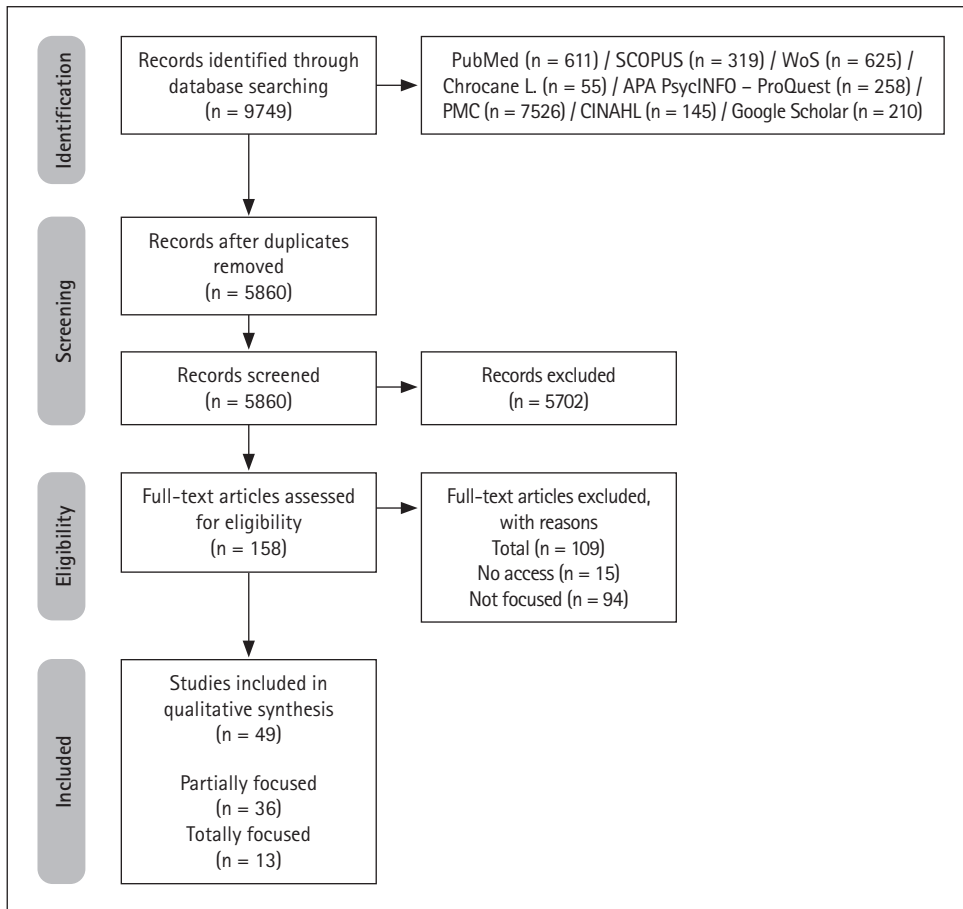 Identification
Records identified through
database searching
(n = 9749)
PubMed (n = 611) / SCOPUS (n = 319) / WoS (n = 625) /
Chrocane L. (n = 55) / APA PsycINFO – ProQuest (n = 258) /
PMC (n = 7526) / CINAHL (n = 145) / Google Scholar (n = 210)
Screening
Records after duplicates
removed
(n = 5860)
Records screened
(n = 5860)
Records excluded
(n = 5702)
Eligibility
Full-text articles assessed
for eligibility
(n = 158)
Full-text articles excluded,
with reasons
Total (n = 109)
No access (n = 15)
Not focused (n = 94)
Included
Studies included in
qualitative synthesis
(n = 49)
Partially focused
(n = 36)
Totally focused
(n = 13)